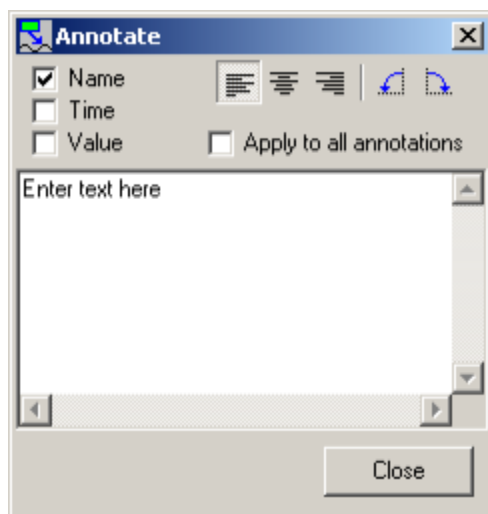 Annotate
Name
Time
Value
Apply to all annotations
Enter text here
Close